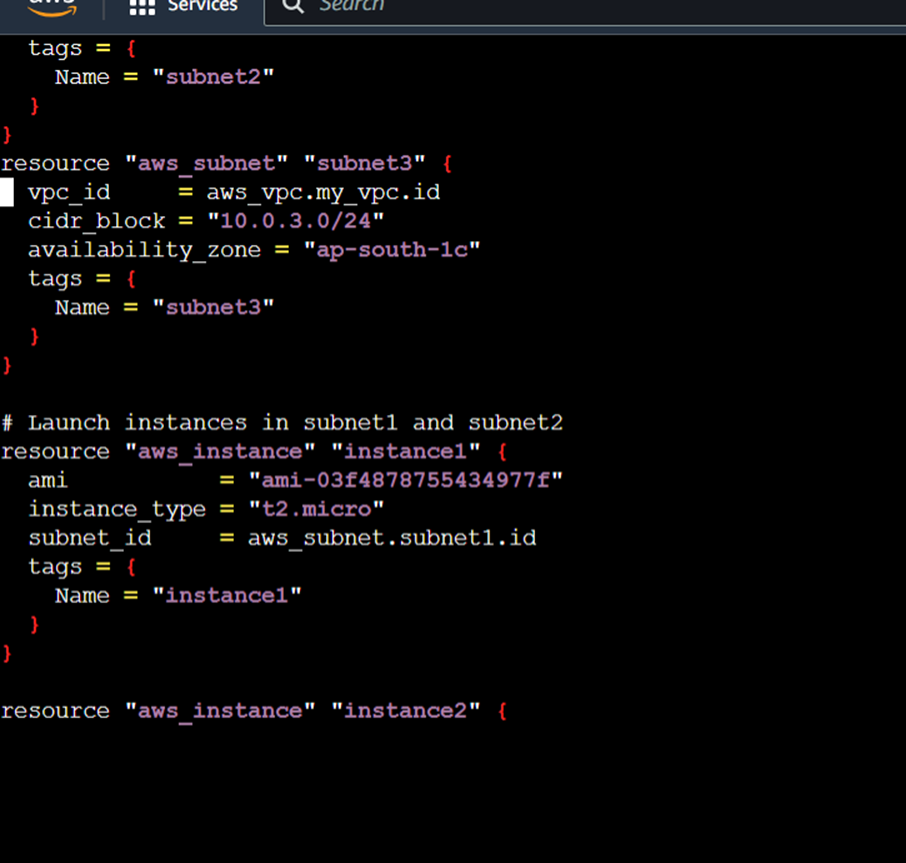 aws Services Search
tags = {
Name = "subnet2"
}
}
resource "aws_subnet" "subnet3" {
vpc_id = aws_vpc.my_vpc.id
cidr_block = "10.0.3.0/24"
availability_zone = "ap-south-1c"
tags = {
Name = "subnet3"
}
}
# Launch instances in subnet1 and subnet2
resource "aws_instance" "instance1" {
ami = "ami-03f4878755434977f"
instance_type = "t2.micro"
subnet_id = aws_subnet.subnet1.id
tags = {
Name = "instance1"
}
}
resource "aws_instance" "instance2" {